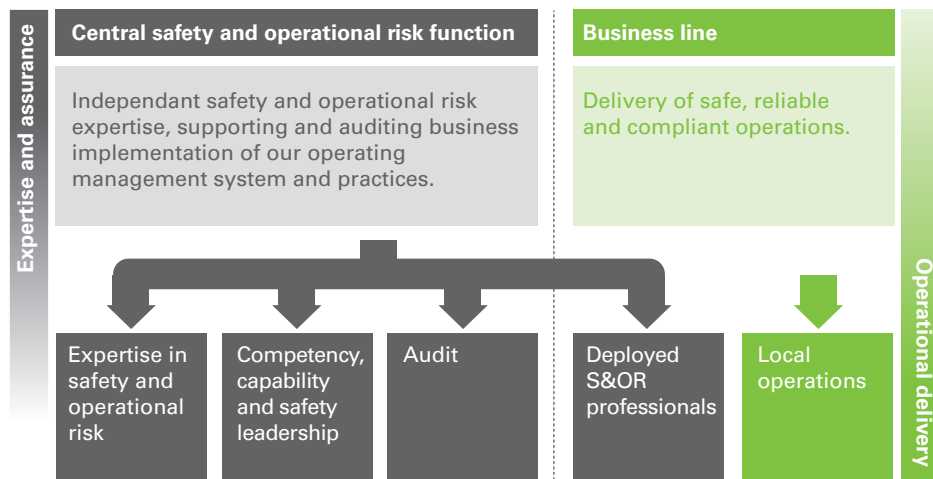 Expertise and assurance
Central safety and operational risk function
Independant safety and operational risk
expertise, supporting and auditing business
implementation of our operating
management system and practices.
Business line
Delivery of safe, reliable
and compliant operations.
Expertise in
safety and
operational
risk
Competency,
capability
and safety
leadership
Audit
Deployed
S&OR
professionals
Local
operations
Operational delivery